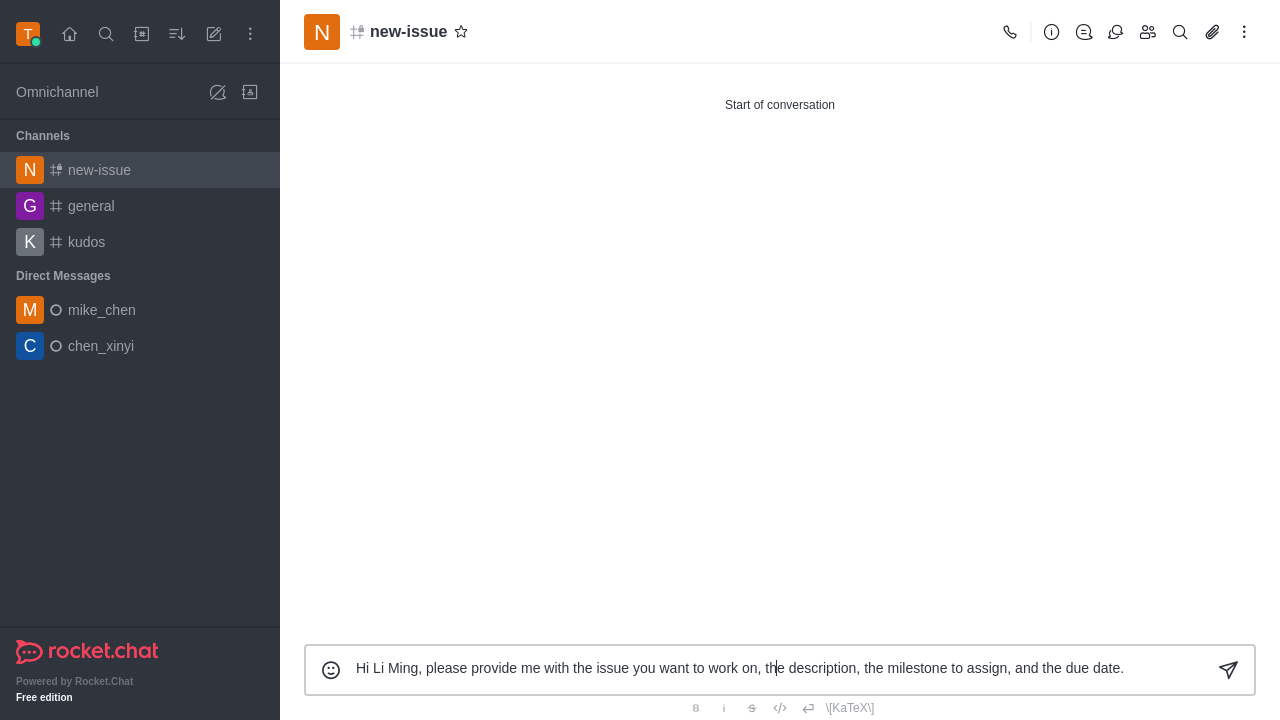 T
Omnichannel
Channels
N new-issue
G general
K kudos
Direct Messages
M mike_chen
C chen_xinyi
rocket.chat
Powered by Rocket.Chat
Free edition
N new-issue
Start of conversation
Hi Li Ming, please provide me with the issue you want to work on, the description, the milestone to assign, and the due date.
B i S </> \[KaTeX\]